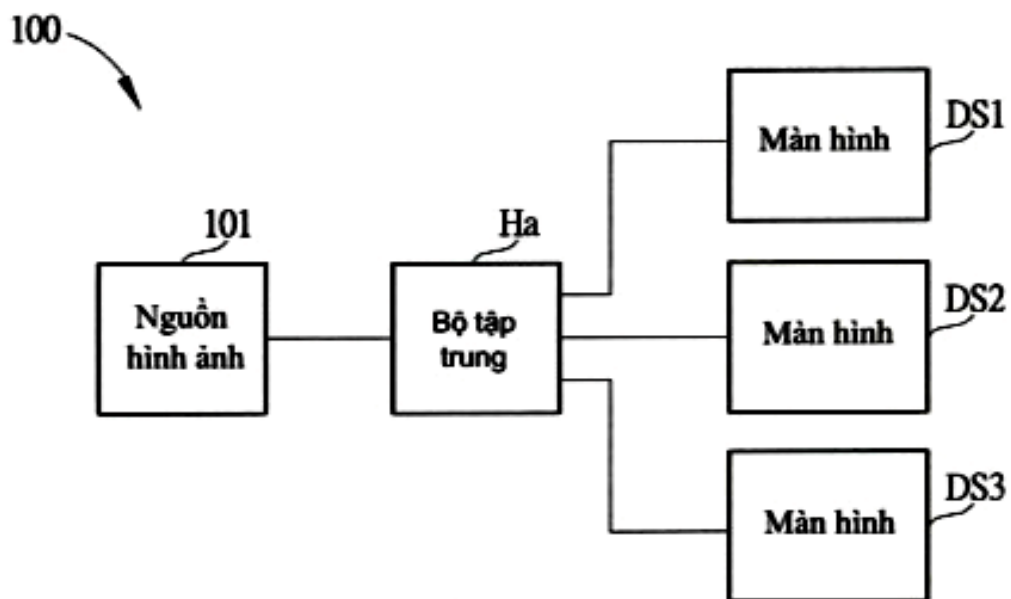 100
DS1
Màn hình
101
Ha
DS2
Nguồn
hình ảnh
Bộ tập
trung
Màn hình
DS3
Màn hình